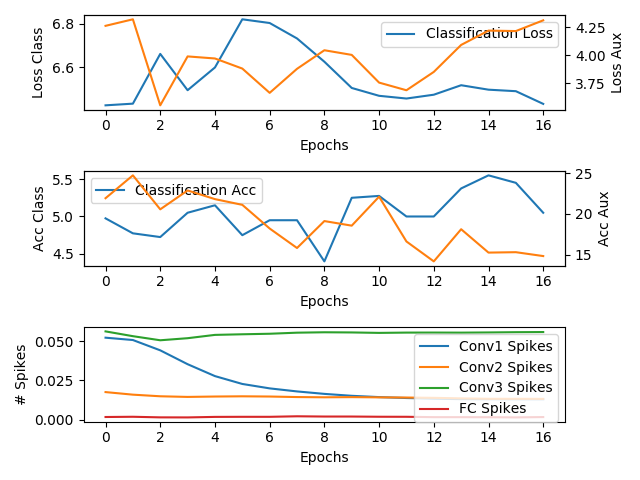 6.8
6.6
Loss Class
Classification Loss
4.25
4.00
3.75
Loss Aux
0 2 4 6 8 10 12 14 16
Epochs
5.5
5.0
4.5
Acc Class
Classification Acc
25
20
15
Acc Aux
0 2 4 6 8 10 12 14 16
Epochs
0.050
0.025
0.000
# Spikes
Conv1 Spikes
Conv2 Spikes
Conv3 Spikes
FC Spikes
0 2 4 6 8 10 12 14 16
Epochs